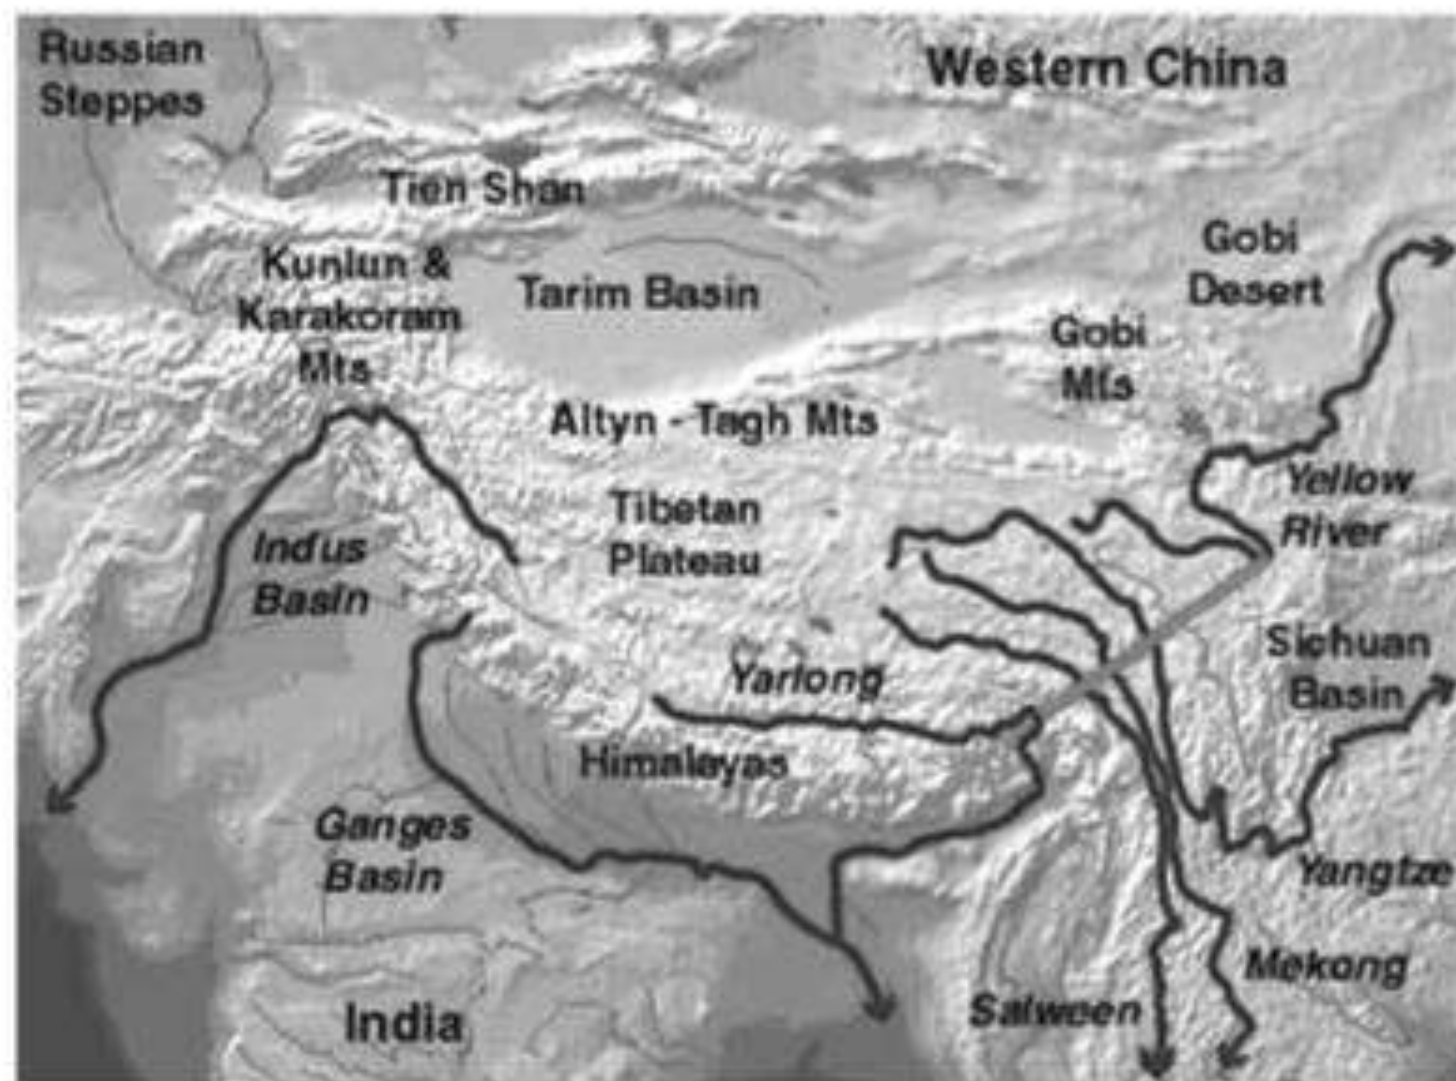 Russian
Steppes
Western China
Tien Shan
Gobi
Desert
Kunlun &
Karakoram
Mts
Tarim Basin
Gobi
Mts
Altyn - Tagh Mts
Yellow
River
Tibetan
Plateau
Indus
Basin
Sichuan
Basin
Yarlong
Himalayas
Ganges
Basin
Yangtze
Mekong
Salween
India